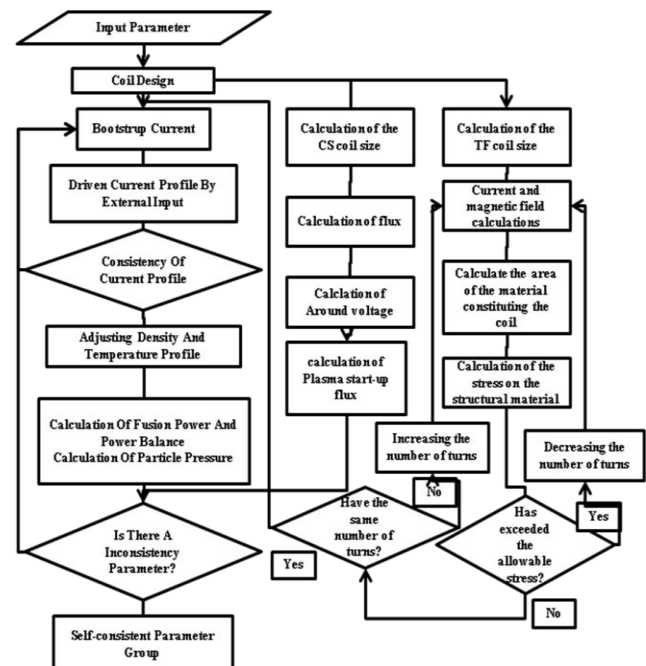 Input Parameter
Coil Design
Bootstrup Current
Driven Current Profile By
External Input
Consistency Of
Current Profile
Adjusting Density And
Temperature Profile
Calculation Of Fusion Power And
Power Balance
Calculation Of Particle Pressure
Is There A
Inconsistency
Parameter?
Self-consistent Parameter
Group
Calculation of the
CS coil size
Calculation of flux
Calclation of
Around voltage
calculation of
Plasma start-up
flux
Have the
same
number of
turns?
Yes
Increasing the
number of turns
No
Calculation of the
TF coil size
Current and
magnetic field
calculations
Calculate the area
of the material
constituting the
coil
Calculation of the
stress on the
structural material
Decreasing the
number of turns
Yes
Has
exceeded
the
allowable
stress?
No